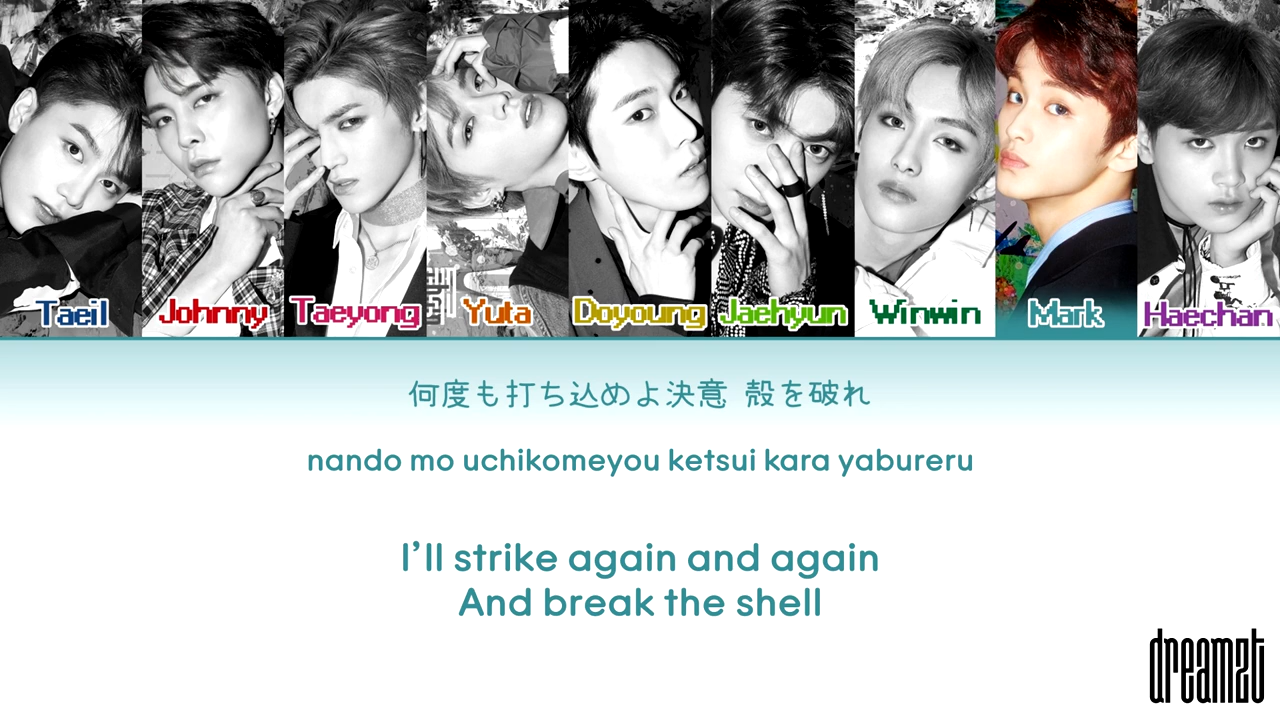 Taeil Johnny Taeyong Yuta Doyoung Jaehyun Winwin Mark Haechan
何度も打ち込めよ決意 殻を破れ
nando mo uchikomeyou ketsui kara yabureru
I’ll strike again and again
And break the shell
dreamzt